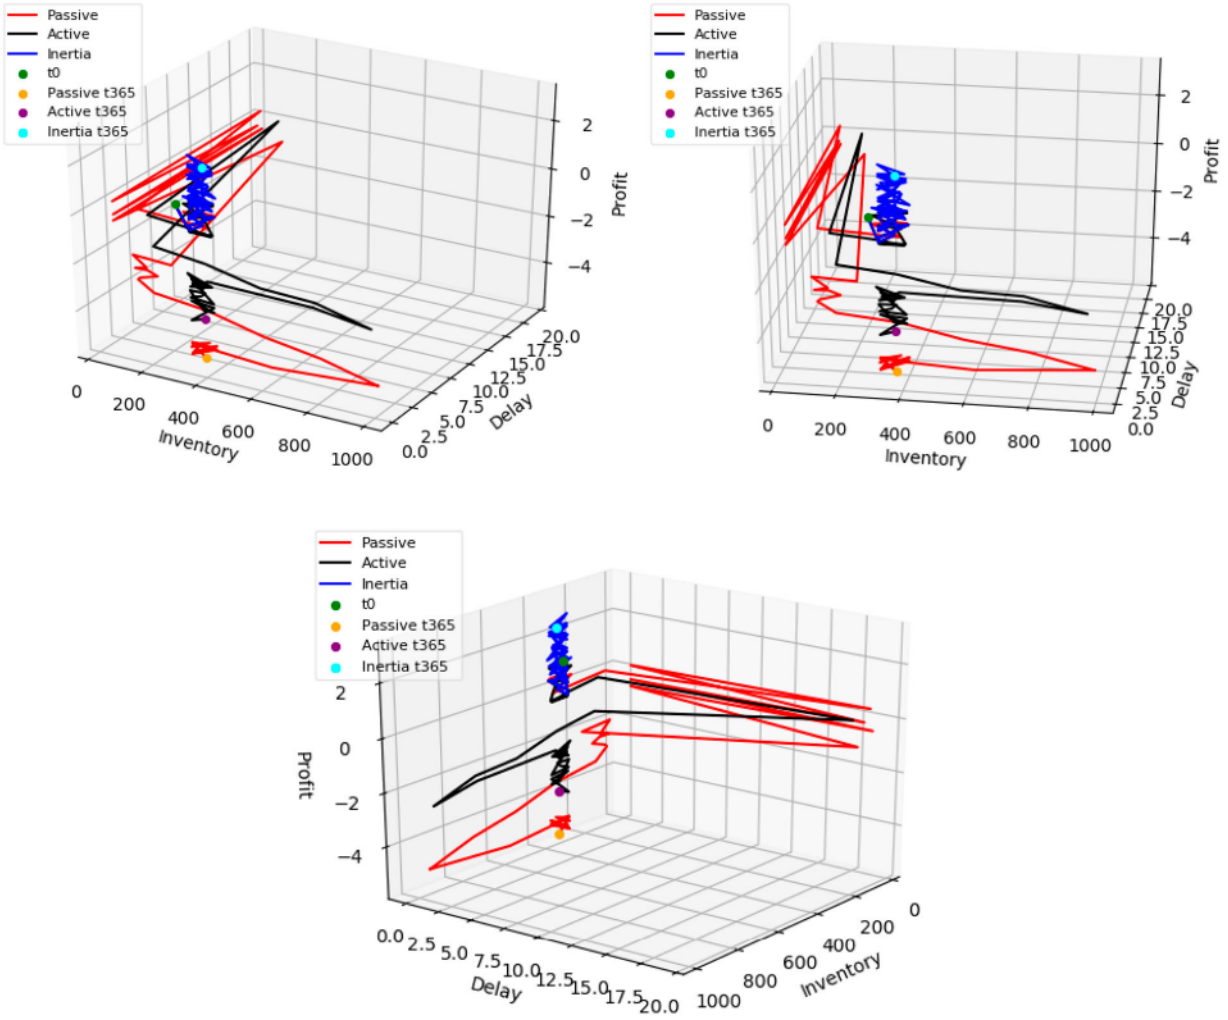 Passive
Active
Inertia
t0
Passive t365
Active t365
Inertia t365
2
0
−2
−4
Profit
0
200
400
600
800
1000
Inventory
0.0
2.5
5.0
7.5
10.0
12.5
15.0
17.5
20.0
Delay
Passive
Active
Inertia
t0
Passive t365
Active t365
Inertia t365
2
0
−2
−4
Profit
0
200
400
600
800
1000
Inventory
20.0
17.5
15.0
12.5
10.0
7.5
5.0
2.5
0.0
Delay
Passive
Active
Inertia
t0
Passive t365
Active t365
Inertia t365
2
0
−2
−4
Profit
0.0
2.5
5.0
7.5
10.0
12.5
15.0
17.5
20.0
Delay
0
200
400
600
800
1000
Inventory